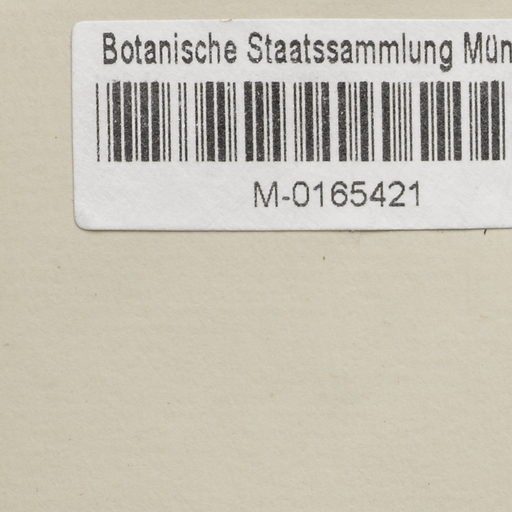 Botanische Staatssammlung Mün
M-0165421